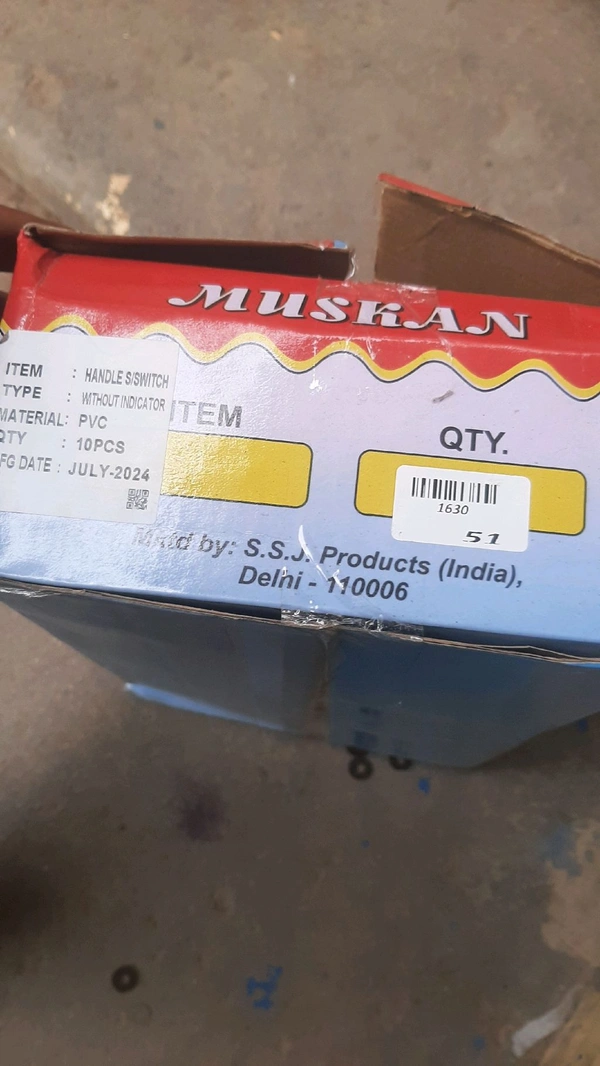 MUSKAN
ITEM : HANDLE S/SWITCH
TYPE : WITHOUT INDICATOR
MATERIAL: PVC
QTY : 10PCS
FG DATE : JULY-2024
ITEM
QTY.
1630
51
Mktd by: S.S.J. Products (India),
Delhi - 110006